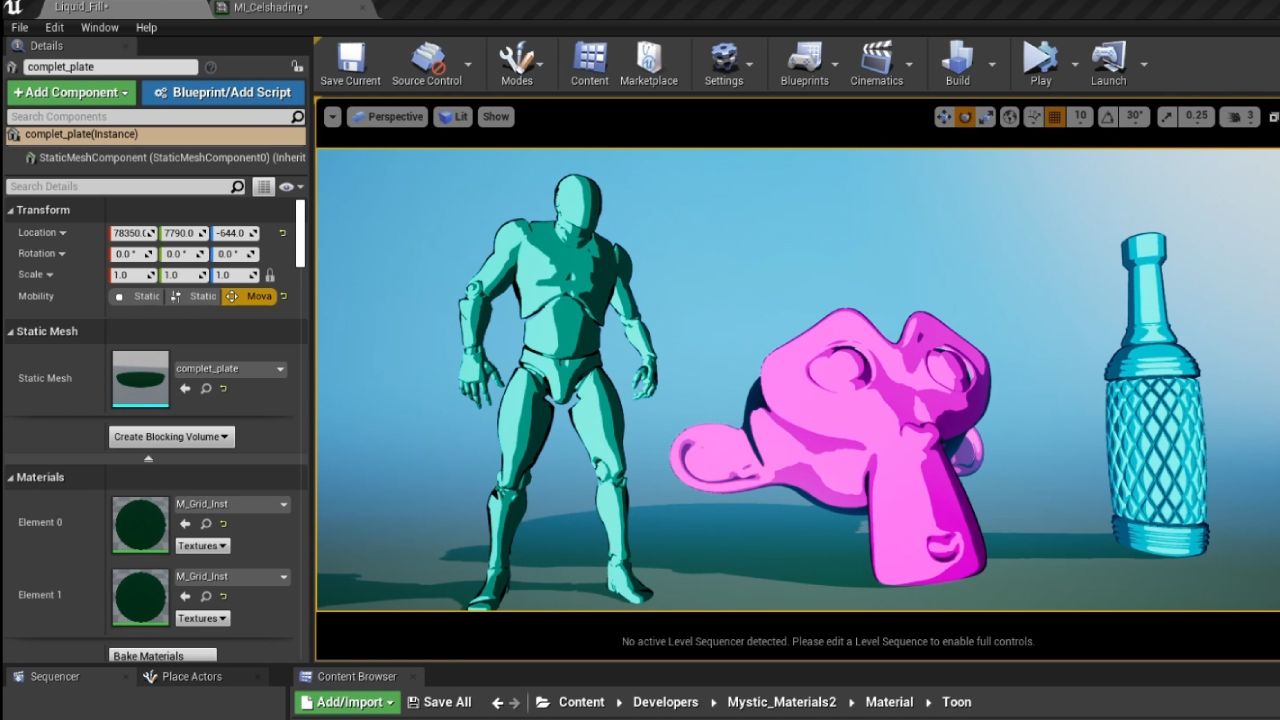 Liquid_Fill*
MI_Celshading*
File Edit Window Help
Details
complet_plate
+Add Component
Blueprint/Add Script
Search Components
complet_plate(Instance)
StaticMeshComponent (StaticMeshComponent0) (Inherit
Search Details
Transform
Location 78350.( 7790.0 -644.0
Rotation 0.0° 0.0° 0.0°
Scale 1.0 1.0 1.0
Mobility Static Static Mova
Static Mesh
Static Mesh
complet_plate
Create Blocking Volume
Materials
Element 0
M_Grid_Inst
Textures
Element 1
M_Grid_Inst
Textures
Bake Materials
Sequencer
Place Actors
Save Current
Source Control
Modes
Content
Marketplace
Settings
Blueprints
Cinematics
Build
Play
Launch
Perspective
Lit
Show
10
30°
0.25
3
No active Level Sequencer detected. Please edit a Level Sequence to enable full controls.
Content Browser
Add/Import
Save All
Content
Developers
Mystic_Materials2
Material
Toon